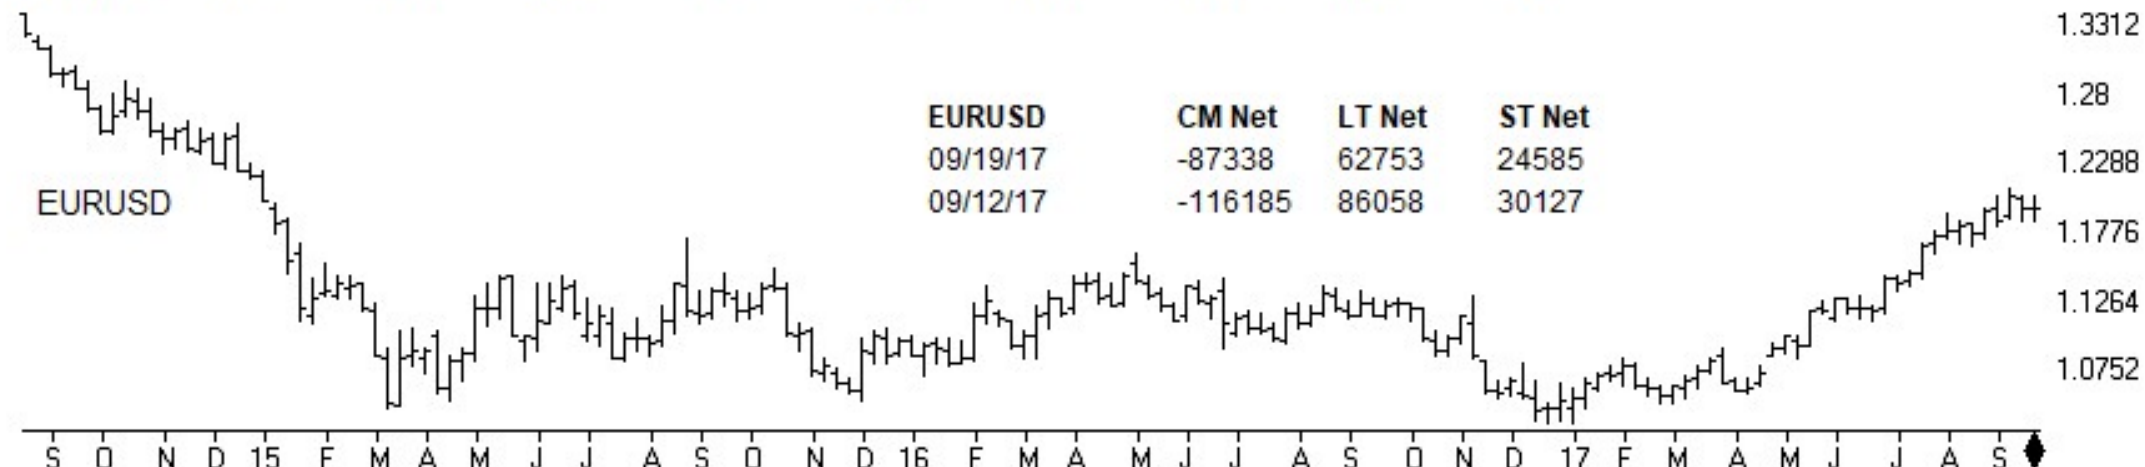 1.3312
1.28
EURUSD CM Net LT Net ST Net
09/19/17 -87338 62753 24585
1.2288
09/12/17 -116185 86058 30127
EURUSD
1.1776
1.1264
1.0752
S O N D 15 F M A M J J A S O N D 16 F M A M J J A S O N D 17 F M A M J J A S